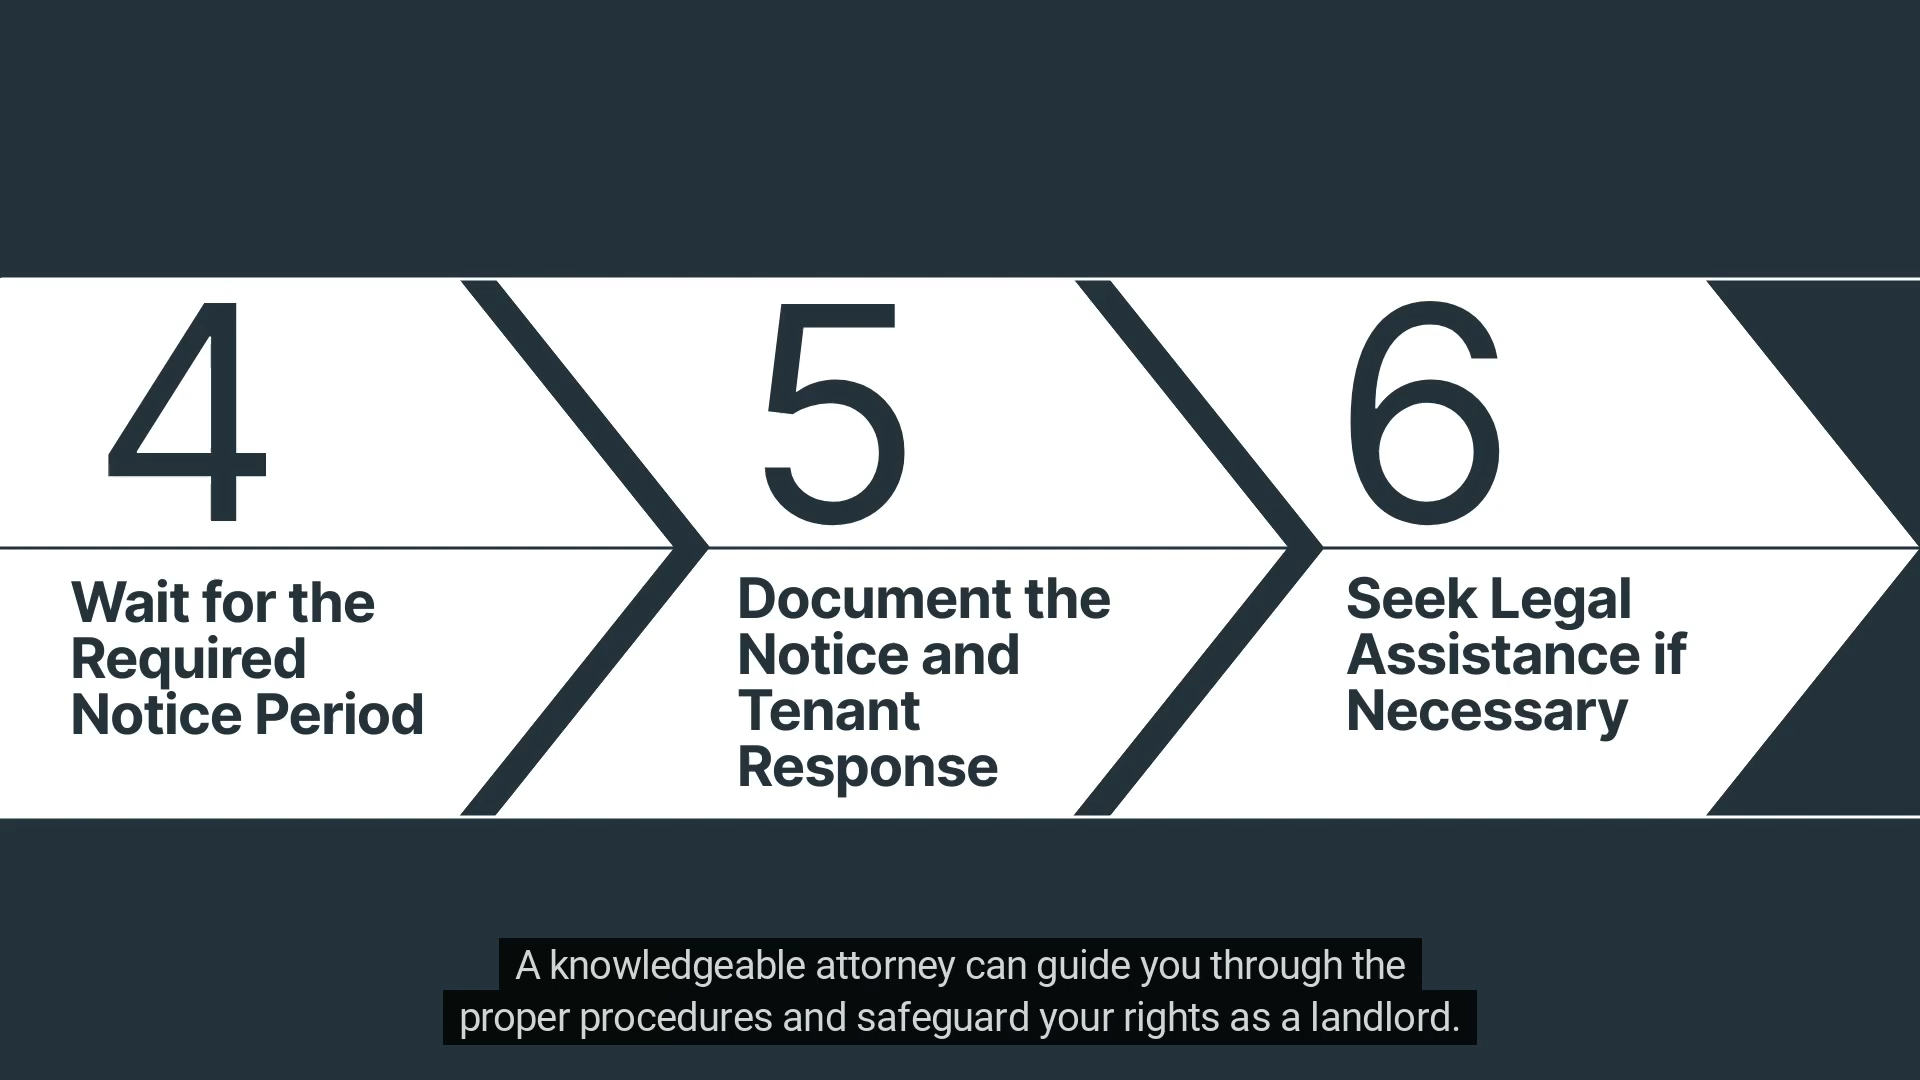 4
Wait for the
Required
Notice Period
5
Document the
Notice and
Tenant
Response
6
Seek Legal
Assistance if
Necessary
A knowledgeable attorney can guide you through the
proper procedures and safeguard your rights as a landlord.